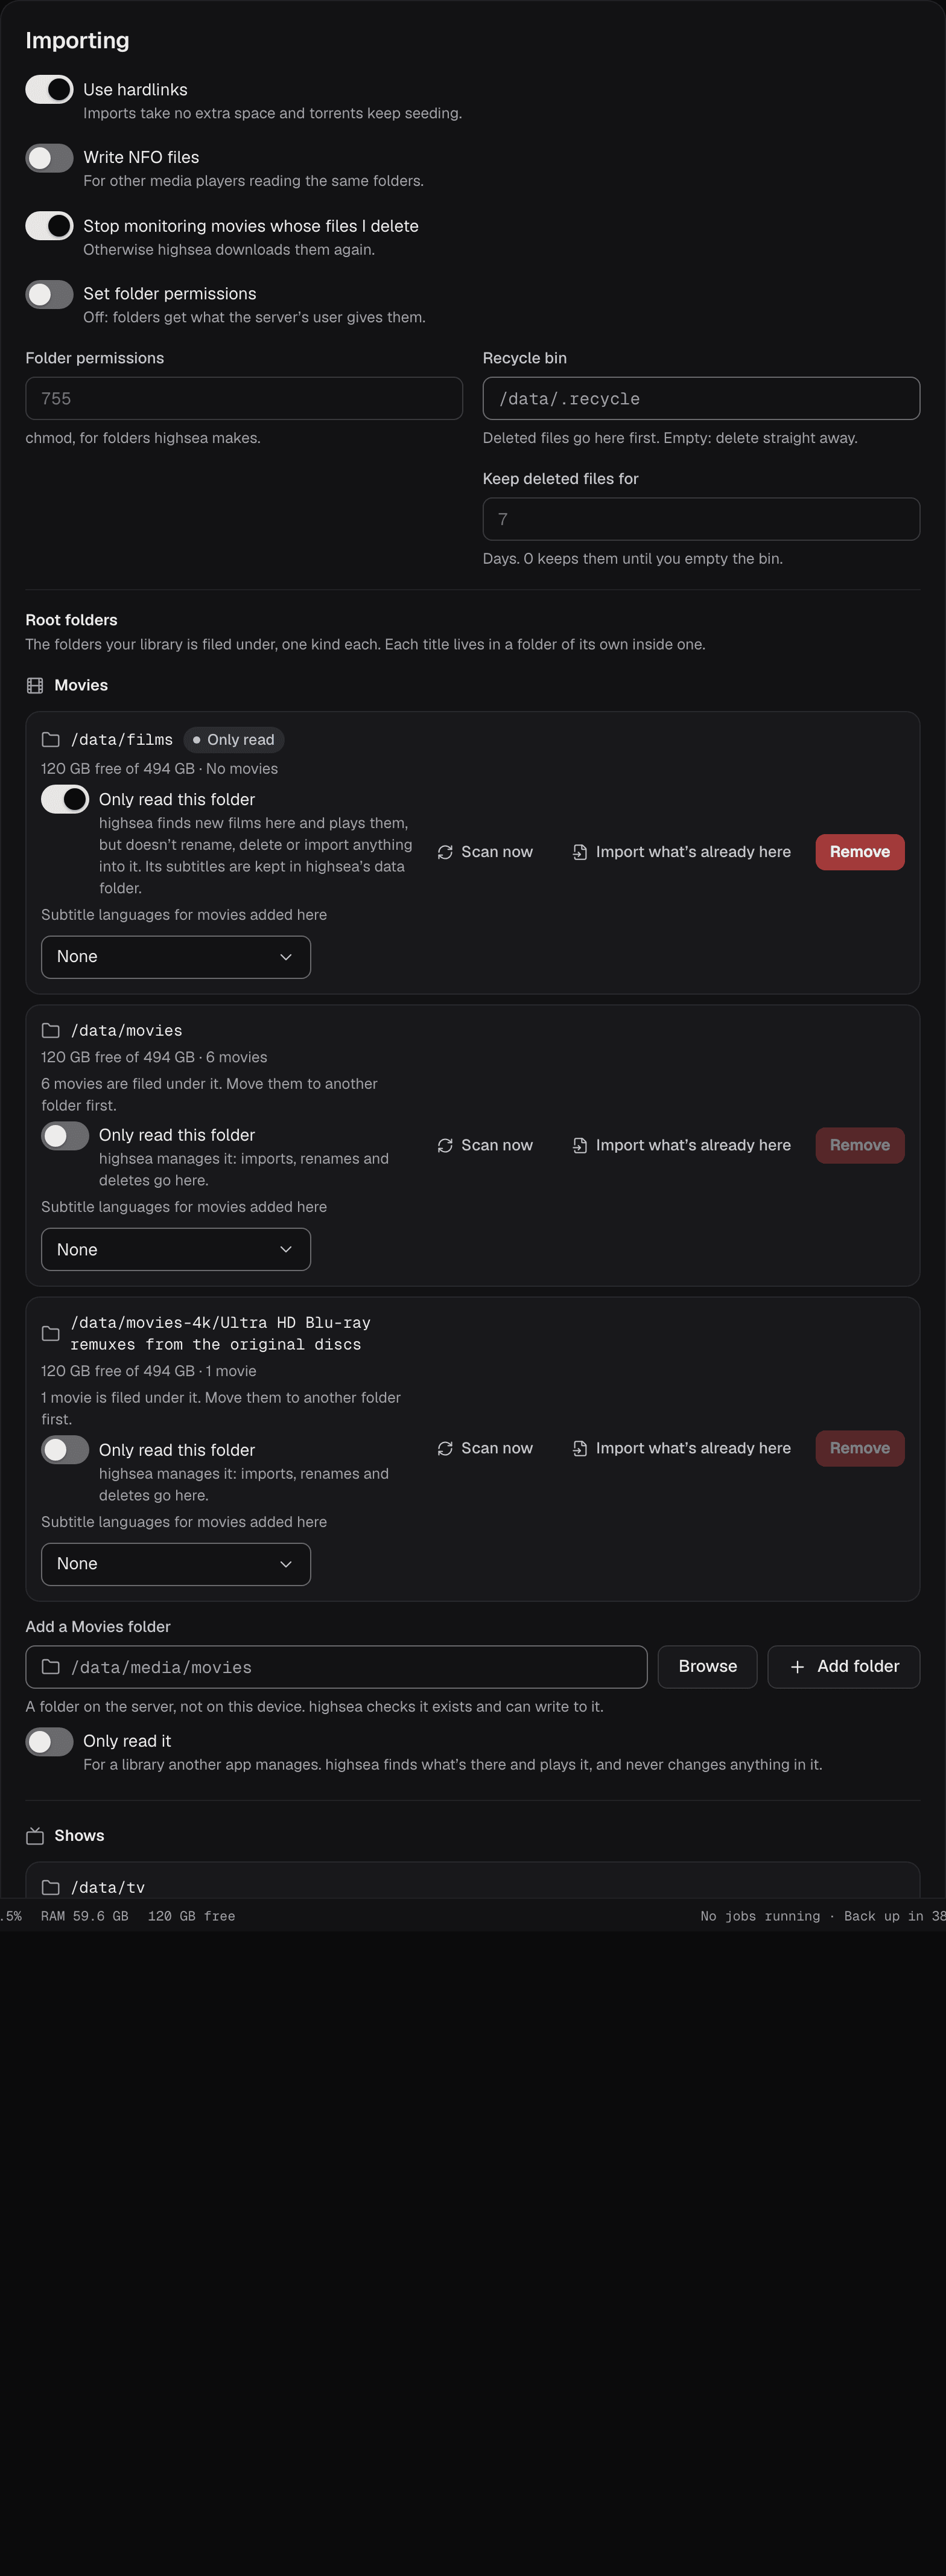 Importing
Use hardlinks
Imports take no extra space and torrents keep seeding.
Write NFO files
For other media players reading the same folders.
Stop monitoring movies whose files I delete
Otherwise highsea downloads them again.
Set folder permissions
Off: folders get what the server’s user gives them.
Folder permissions
755
chmod, for folders highsea makes.
Recycle bin
/data/.recycle
Deleted files go here first. Empty: delete straight away.
Keep deleted files for
7
Days. 0 keeps them until you empty the bin.
Root folders
The folders your library is filed under, one kind each. Each title lives in a folder of its own inside one.
Movies
/data/films
Only read
120 GB free of 494 GB · No movies
Only read this folder
highsea finds new films here and plays them,
but doesn’t rename, delete or import anything
into it. Its subtitles are kept in highsea’s data
folder.
Subtitle languages for movies added here
None
Scan now
Import what’s already here
Remove
/data/movies
120 GB free of 494 GB · 6 movies
6 movies are filed under it. Move them to another
folder first.
Only read this folder
highsea manages it: imports, renames and
deletes go here.
Subtitle languages for movies added here
None
Scan now
Import what’s already here
Remove
/data/movies-4k/Ultra HD Blu-ray
remuxes from the original discs
120 GB free of 494 GB · 1 movie
1 movie is filed under it. Move them to another folder
first.
Only read this folder
highsea manages it: imports, renames and
deletes go here.
Subtitle languages for movies added here
None
Scan now
Import what’s already here
Remove
Add a Movies folder
/data/media/movies
Browse
Add folder
A folder on the server, not on this device. highsea checks it exists and can write to it.
Only read it
For a library another app manages. highsea finds what’s there and plays it, and never changes anything in it.
Shows
/data/tv
.5% RAM 59.6 GB 120 GB free
No jobs running · Back up in 38